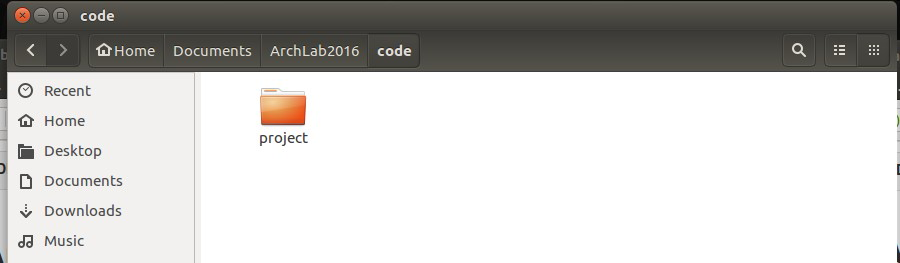 code
Home Documents ArchLab2016 code
Recent
Home
Desktop
Documents
Downloads
Music
project